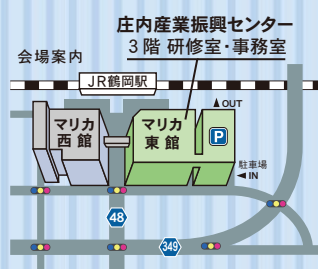 庄内産業振興センター
3階 研修室・事務室
会場案内
JR鶴岡駅
▲OUT
マリカ
西館
マリカ
東館
P
駐車場
◀IN
48
349